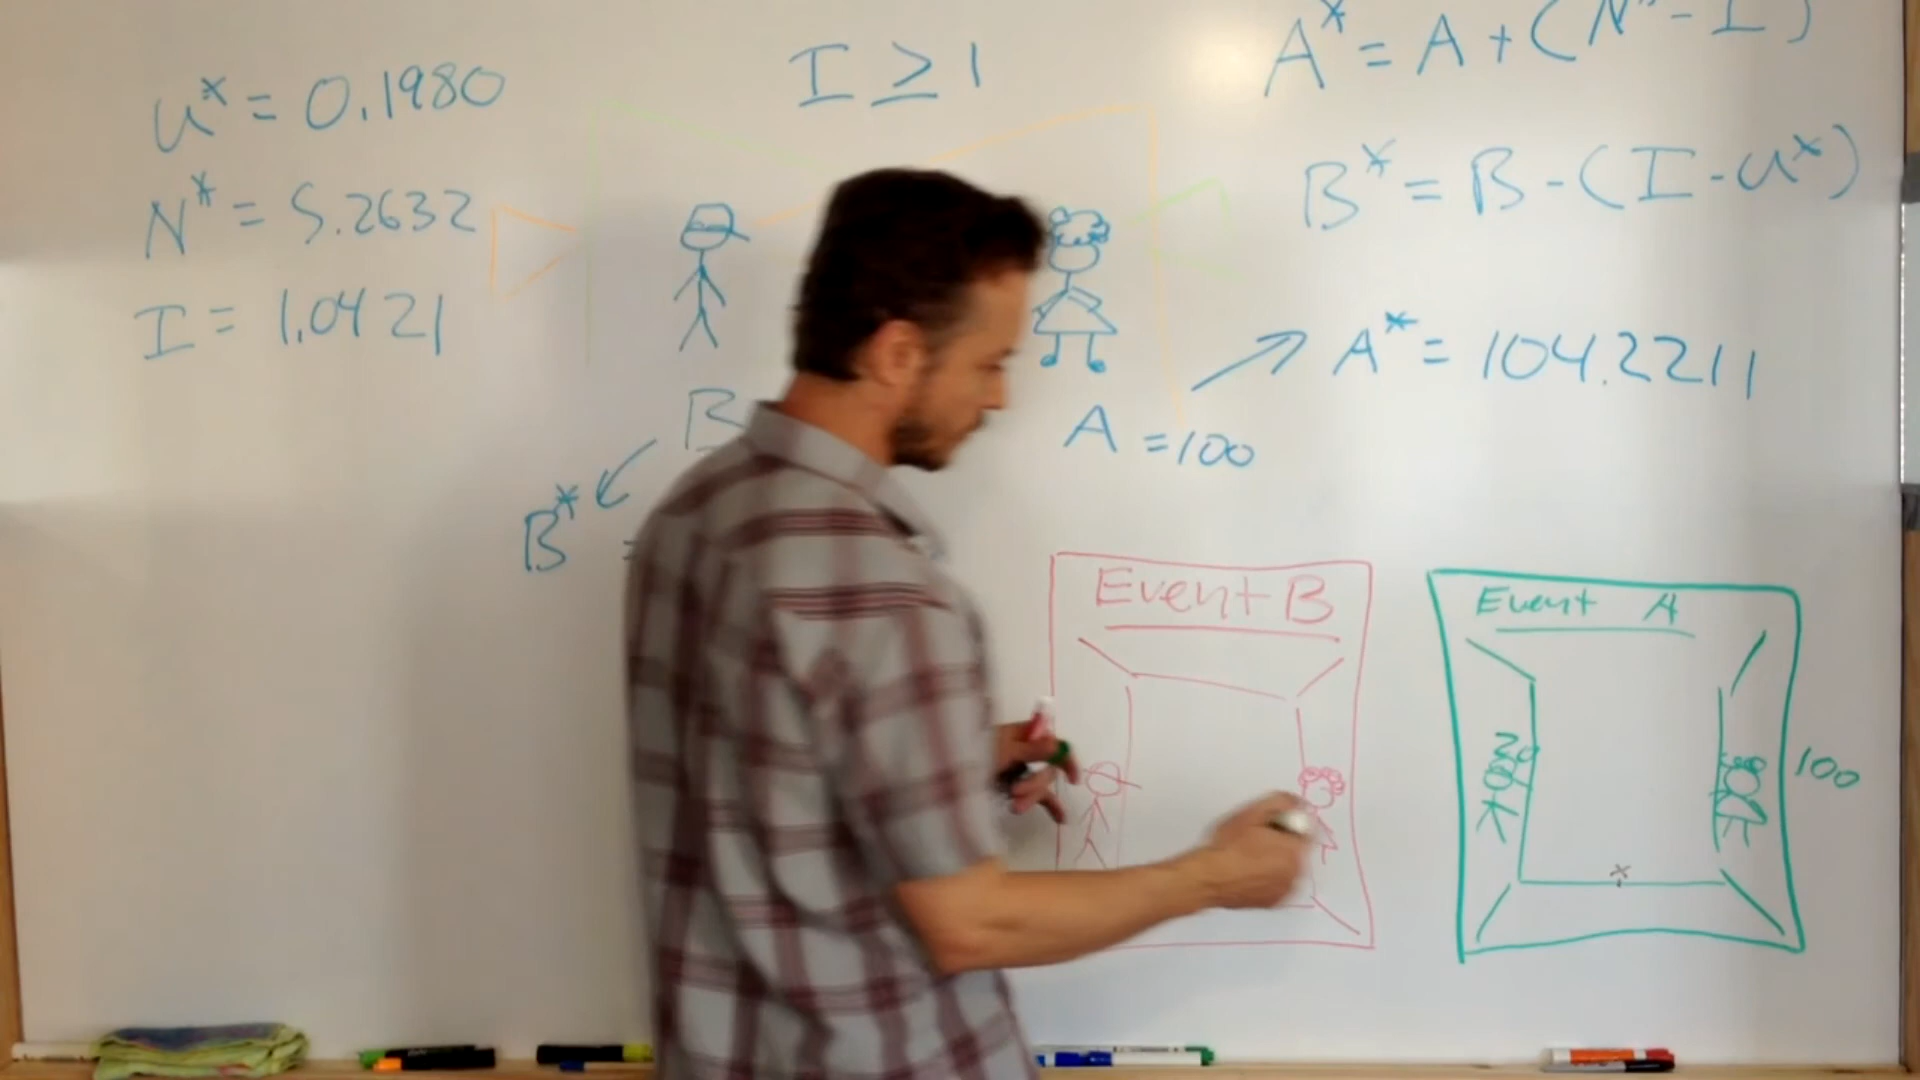 u* = 0.1980
N* = 5.2632
I = 1.0421
I ≥ 1
A* = A + (N* - I)
B* = B - (I - u*)
A* = 104.2211
B
A = 100
B* =
Event B
Event A
100
x